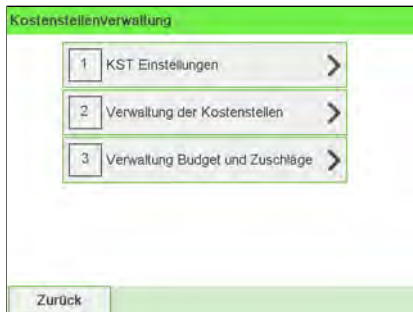 Kostenstellenverwaltung
1 KST Einstellungen
2 Verwaltung der Kostenstellen
3 Verwaltung Budget und Zuschläge
Zurück